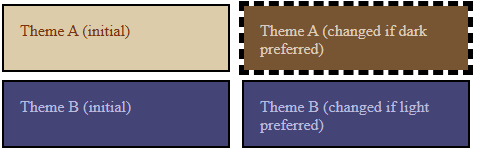 Theme A (initial)
Theme A (changed if dark
preferred)
Theme B (initial)
Theme B (changed if light
preferred)